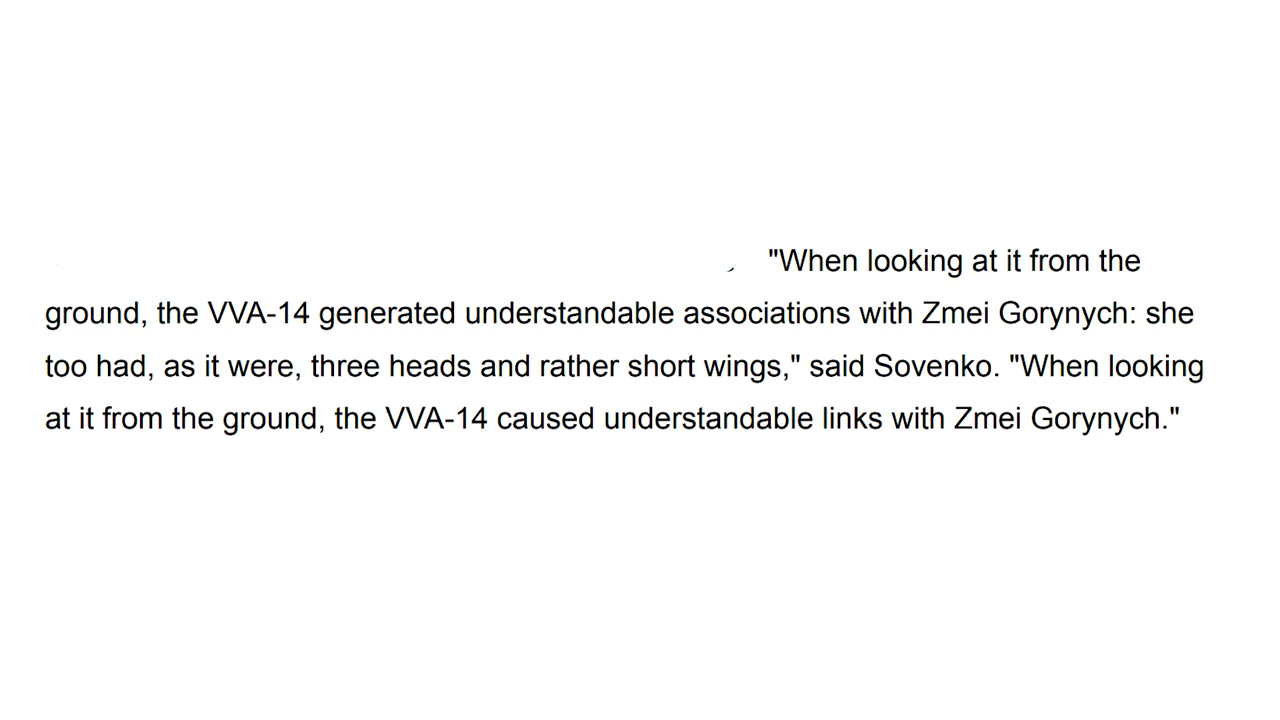 "When looking at it from the
ground, the VVA-14 generated understandable associations with Zmei Gorynych: she
too had, as it were, three heads and rather short wings," said Sovenko. "When looking
at it from the ground, the VVA-14 caused understandable links with Zmei Gorynych."